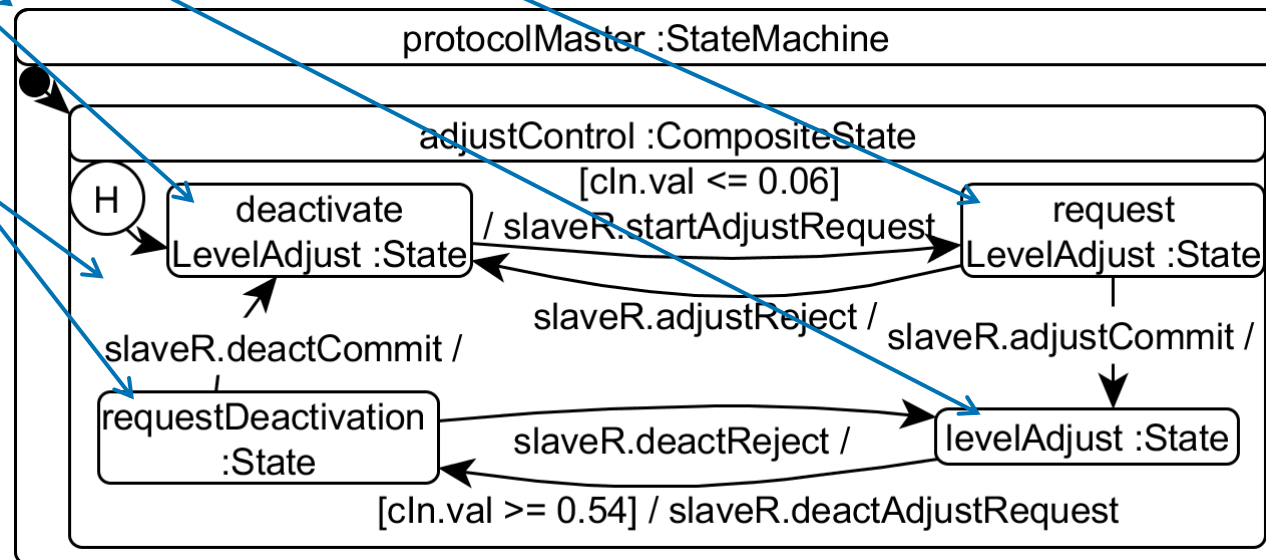 protocolMaster :StateMachine
adjustControl :CompositeState
[cIn.val <= 0.06]
H
deactivate
LevelAdjust :State
/ slaveR.startAdjustRequest
request
LevelAdjust :State
slaveR.adjustReject /
slaveR.adjustCommit /
slaveR.deactCommit /
requestDeactivation
:State
slaveR.deactReject /
levelAdjust :State
[cIn.val >= 0.54] / slaveR.deactAdjustRequest